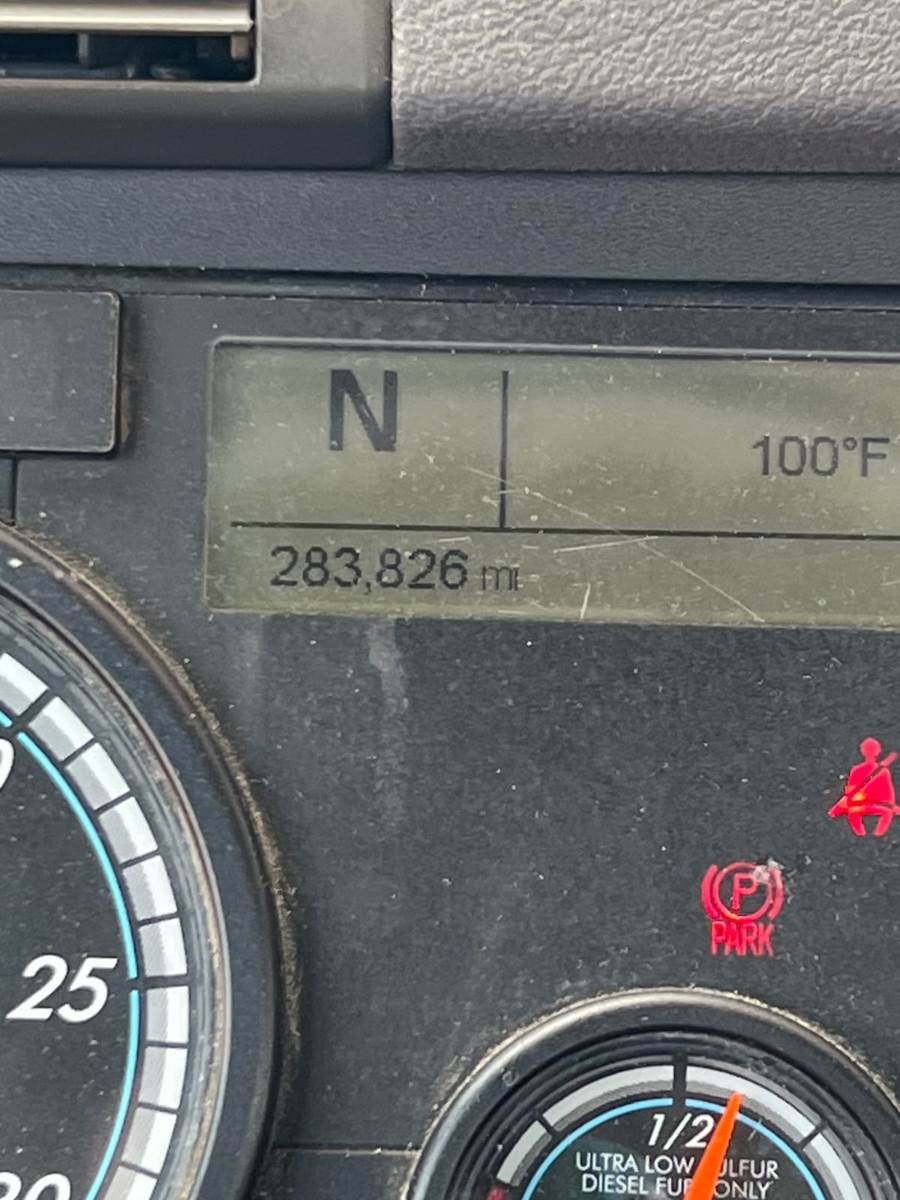 N
100°F
283,826 mi
P
PARK
25
1/2
ULTRA LOW SULFUR
DIESEL FUEL ONLY